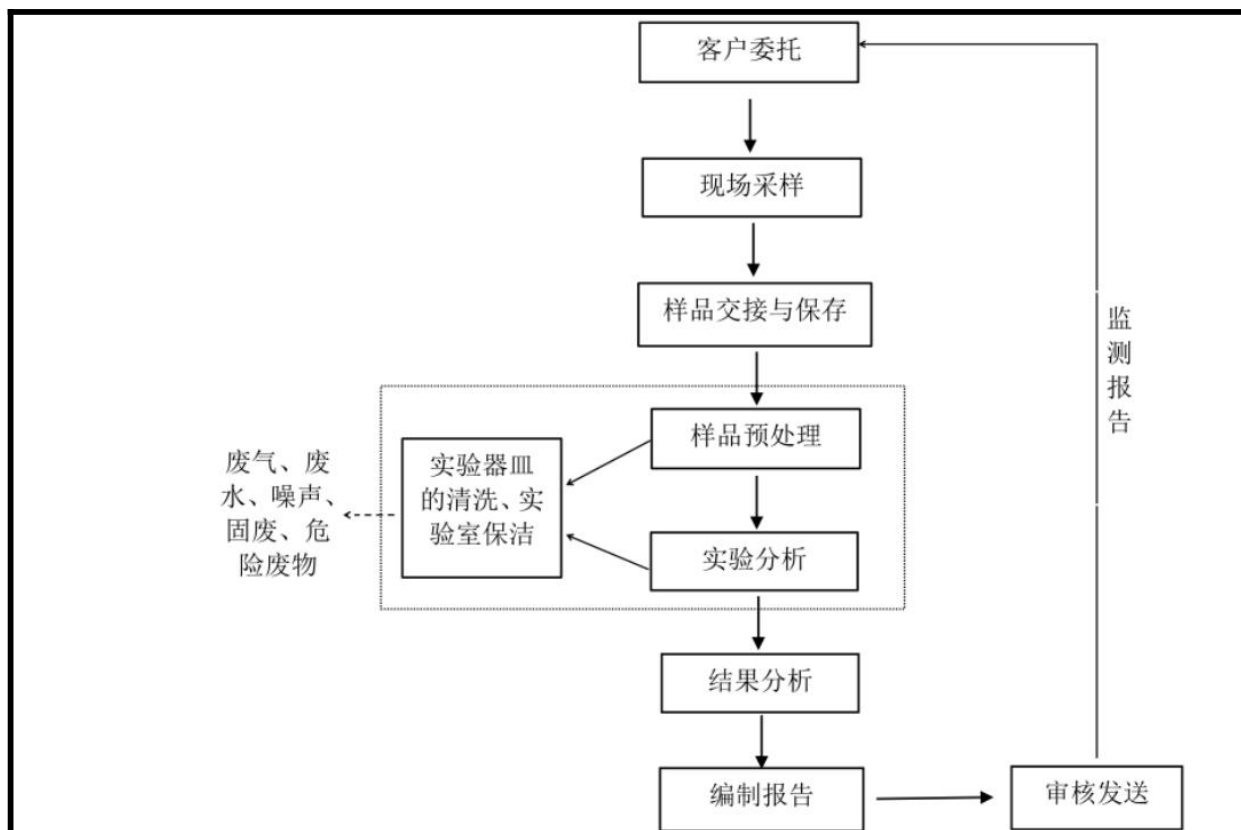 客户委托
现场采样
样品交接与保存
样品预处理
实验器皿
的清洗、实
验室保洁
废气、废
水、噪声、
固废、危
险废物
实验分析
结果分析
编制报告
审核发送
监测报告